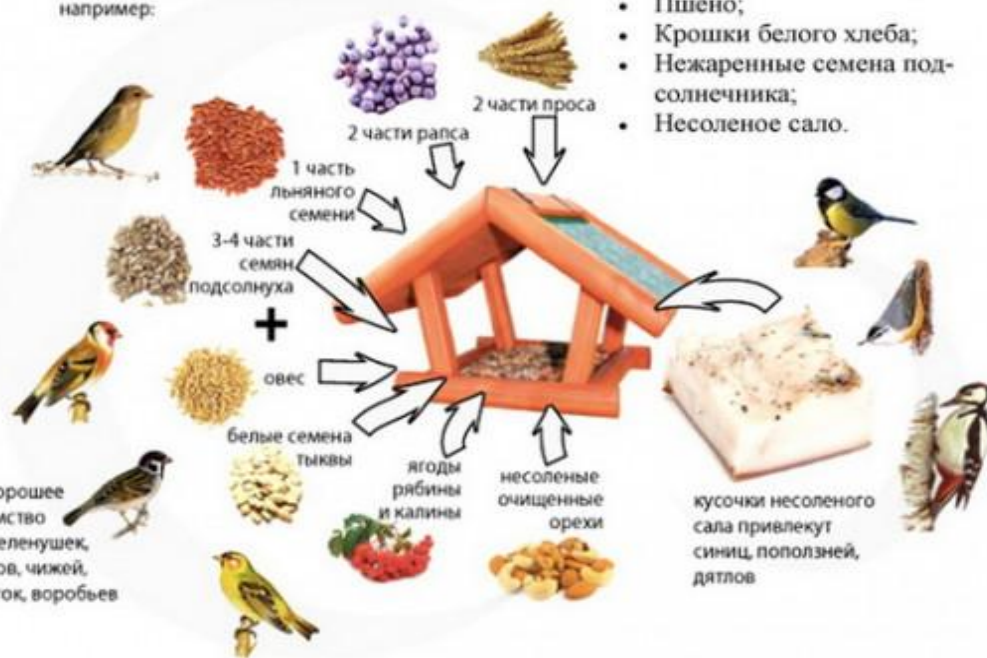 например:
Пшено;
• Крошки белого хлеба;
• Нежаренные семена под-
солнечника;
• Несоленое сало.
2 части проса
2 части рапса
1 часть
льняного
семени
3-4 части
семян
подсолнуха
+
овес
белые семена
тыквы
ягоды
рябины
и калины
несоленые
очищенные
орехи
кусочки несоленого
сала привлекут
синиц, поползней,
дятлов
орошее
мство
еленушек,
ов, чижей,
ок, воробьев